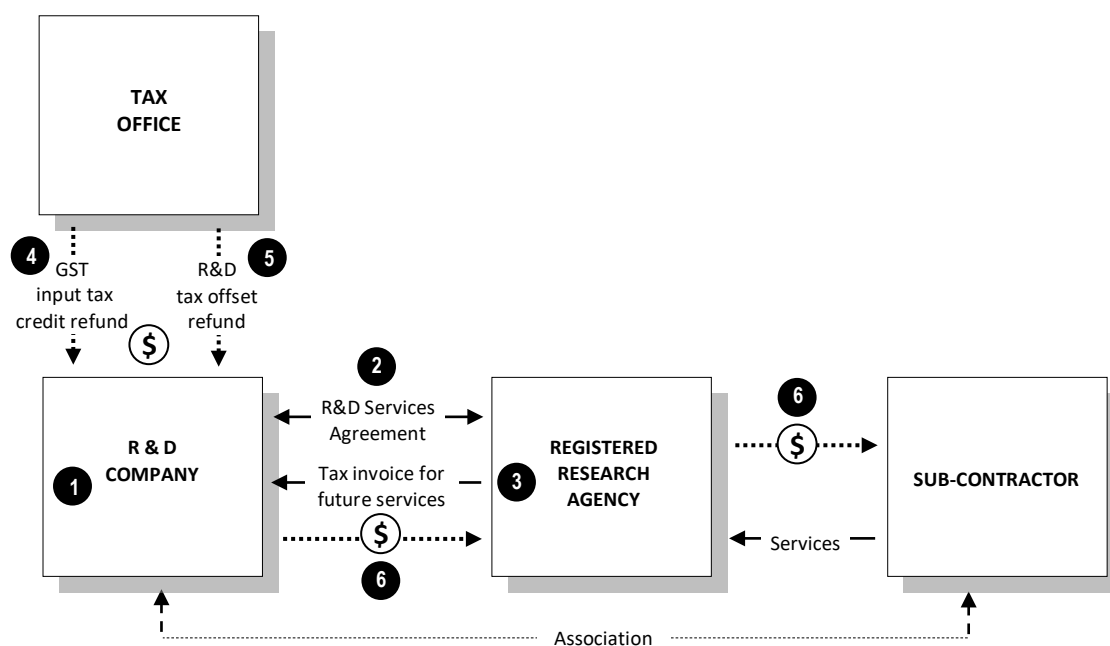 TAX
OFFICE
4
GST
input tax
credit refund
5
R&D
tax offset
refund
$
2
R&D Services
Agreement
6
$
1
R & D
COMPANY
Tax invoice for
future services
3
REGISTERED
RESEARCH
AGENCY
SUB-CONTRACTOR
$
6
Services
Association